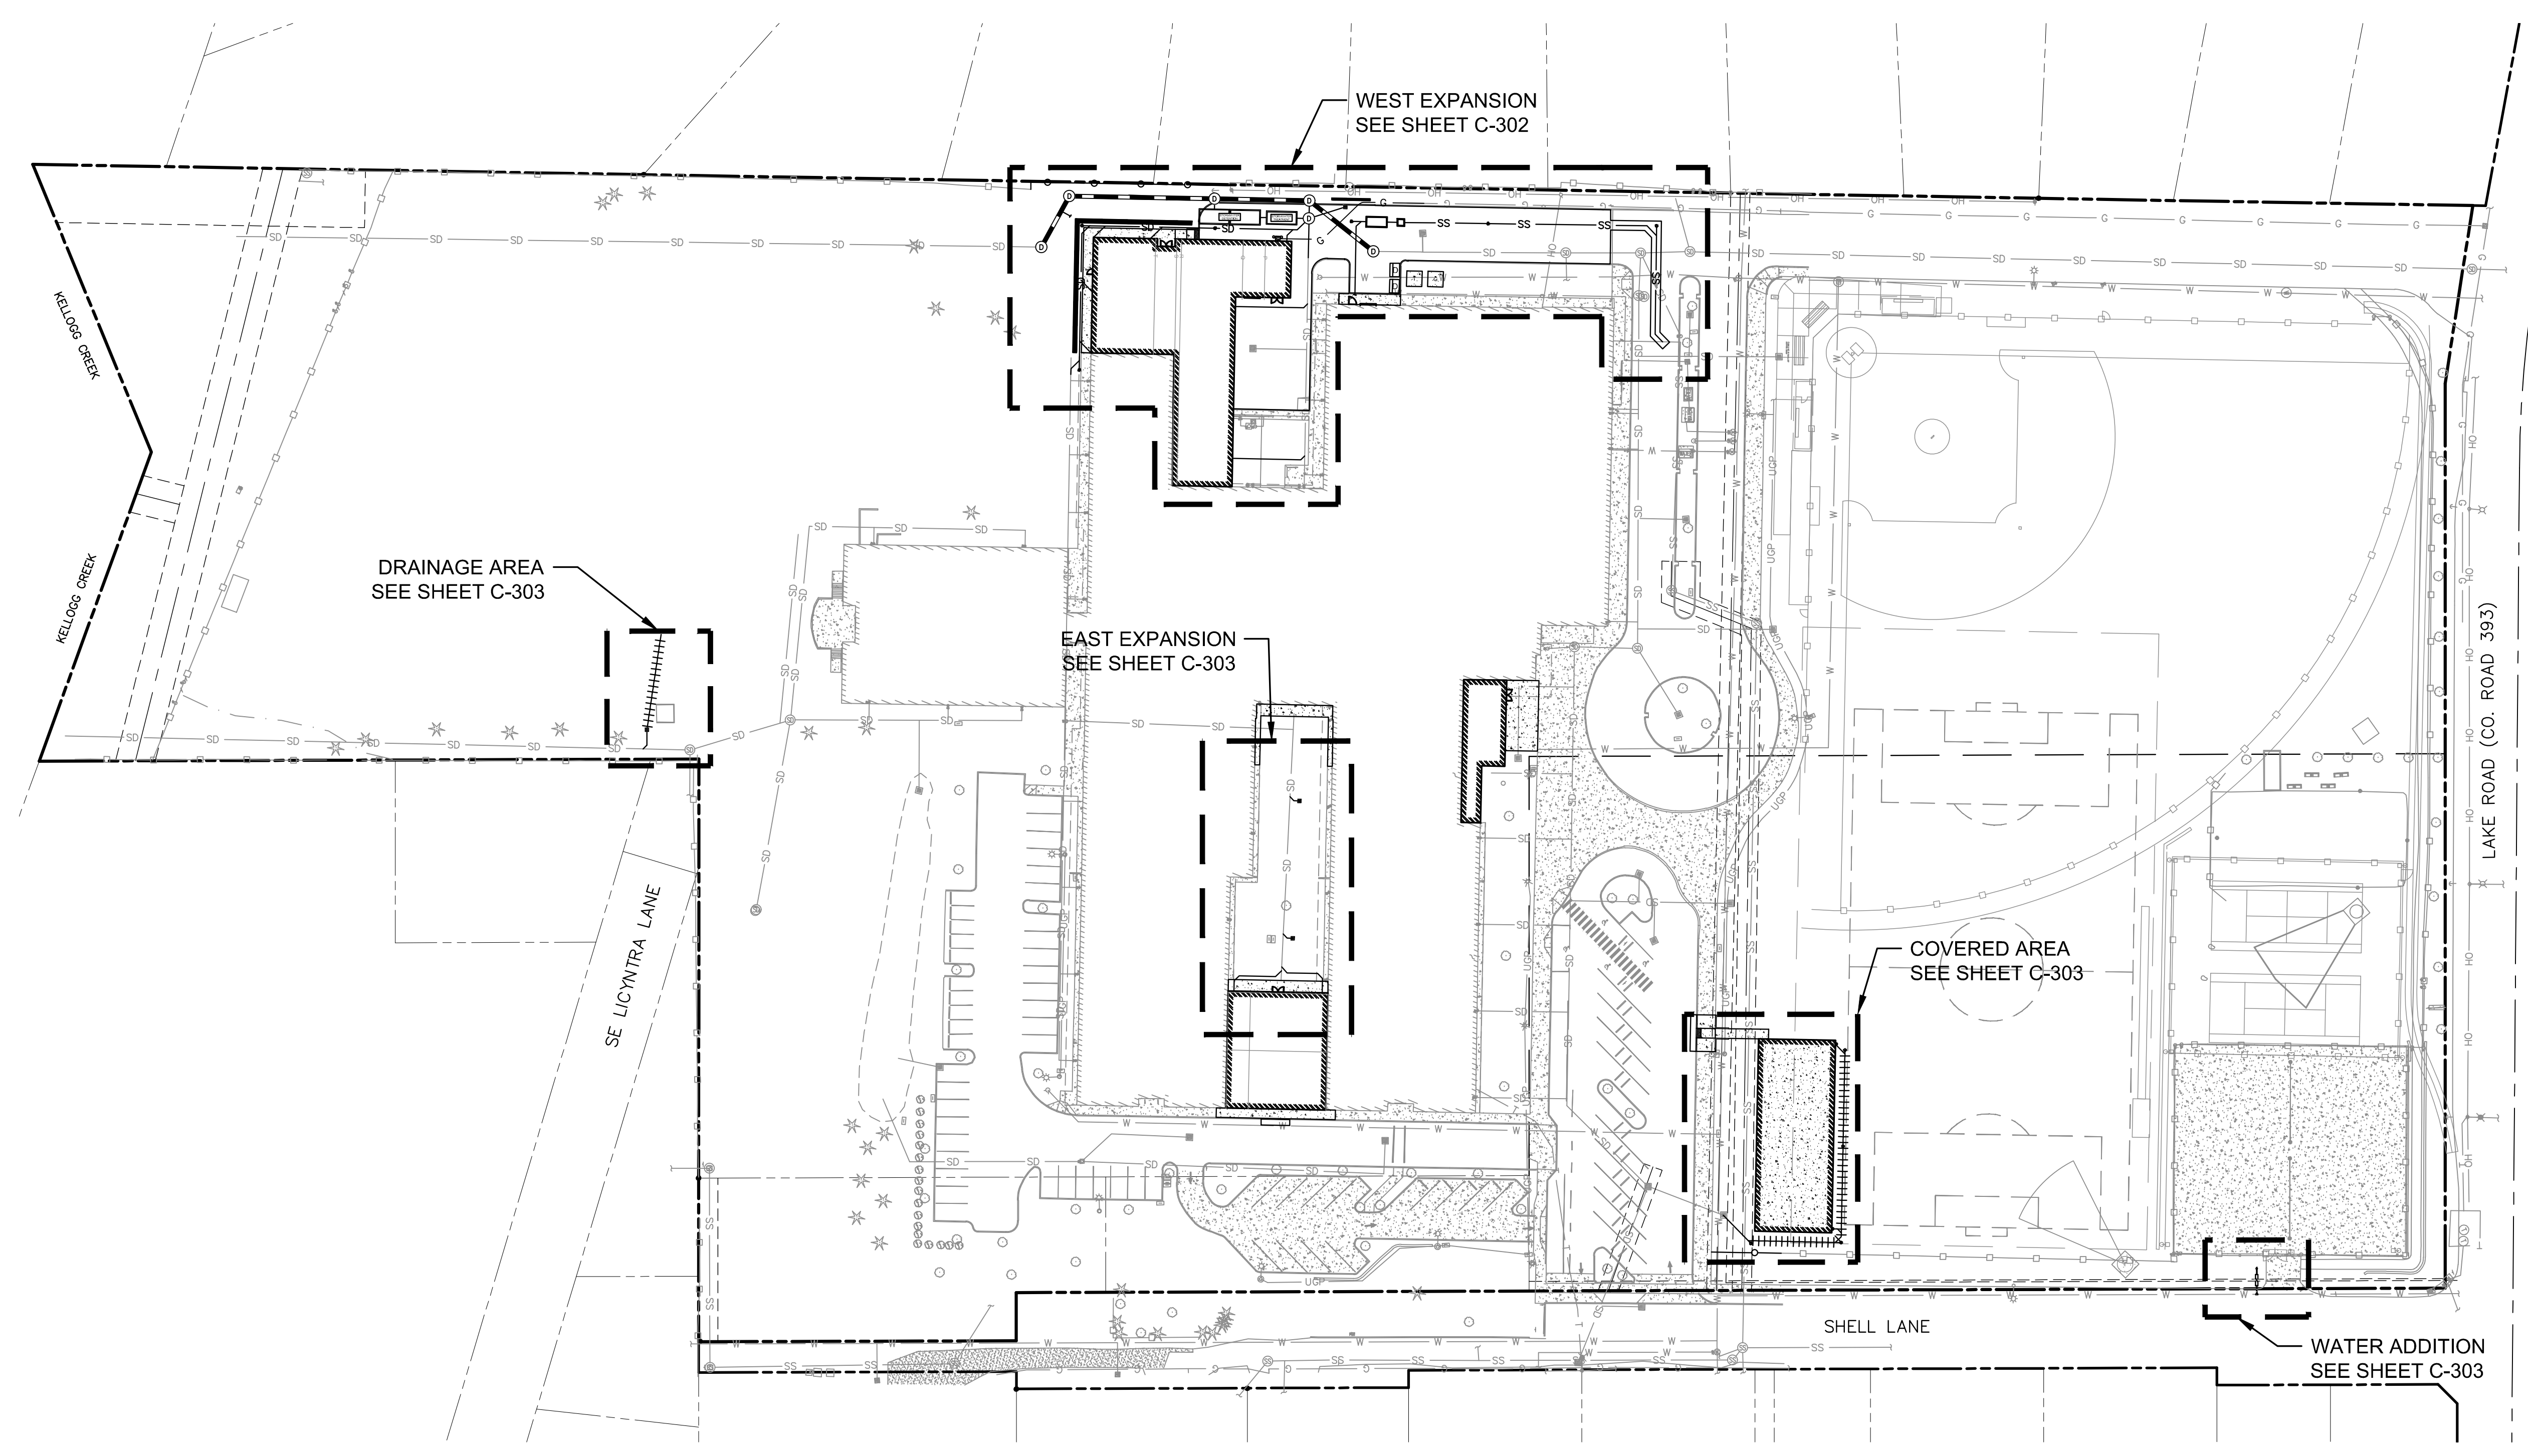 WEST EXPANSION
SEE SHEET C-302
KELLOGG CREEK
KELLOGG CREEK
DRAINAGE AREA
SEE SHEET C-303
EAST EXPANSION
SEE SHEET C-303
LAKE ROAD (CO. ROAD 393)
SE LICYNTRA LANE
COVERED AREA
SEE SHEET C-303
SHELL LANE
WATER ADDITION
SEE SHEET C-303